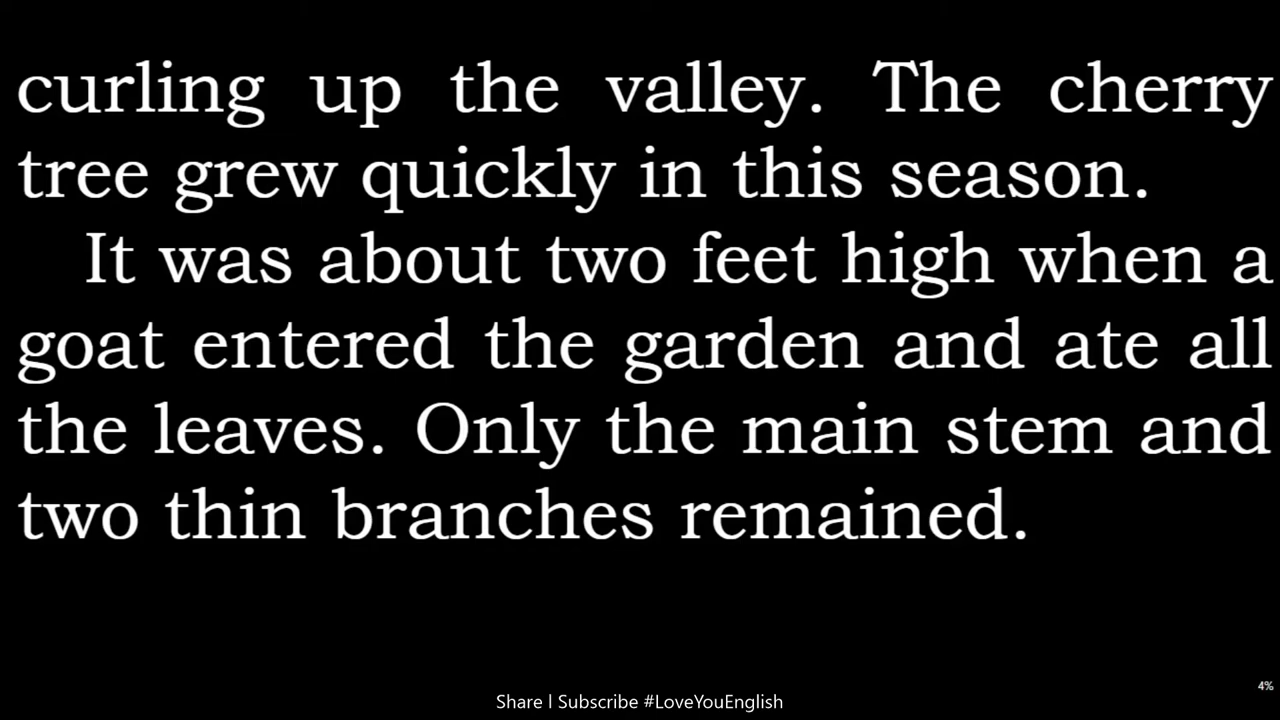 curling up the valley. The cherry
tree grew quickly in this season.
It was about two feet high when a
goat entered the garden and ate all
the leaves. Only the main stem and
two thin branches remained.
4%
Share l Subscribe #LoveYouEnglish